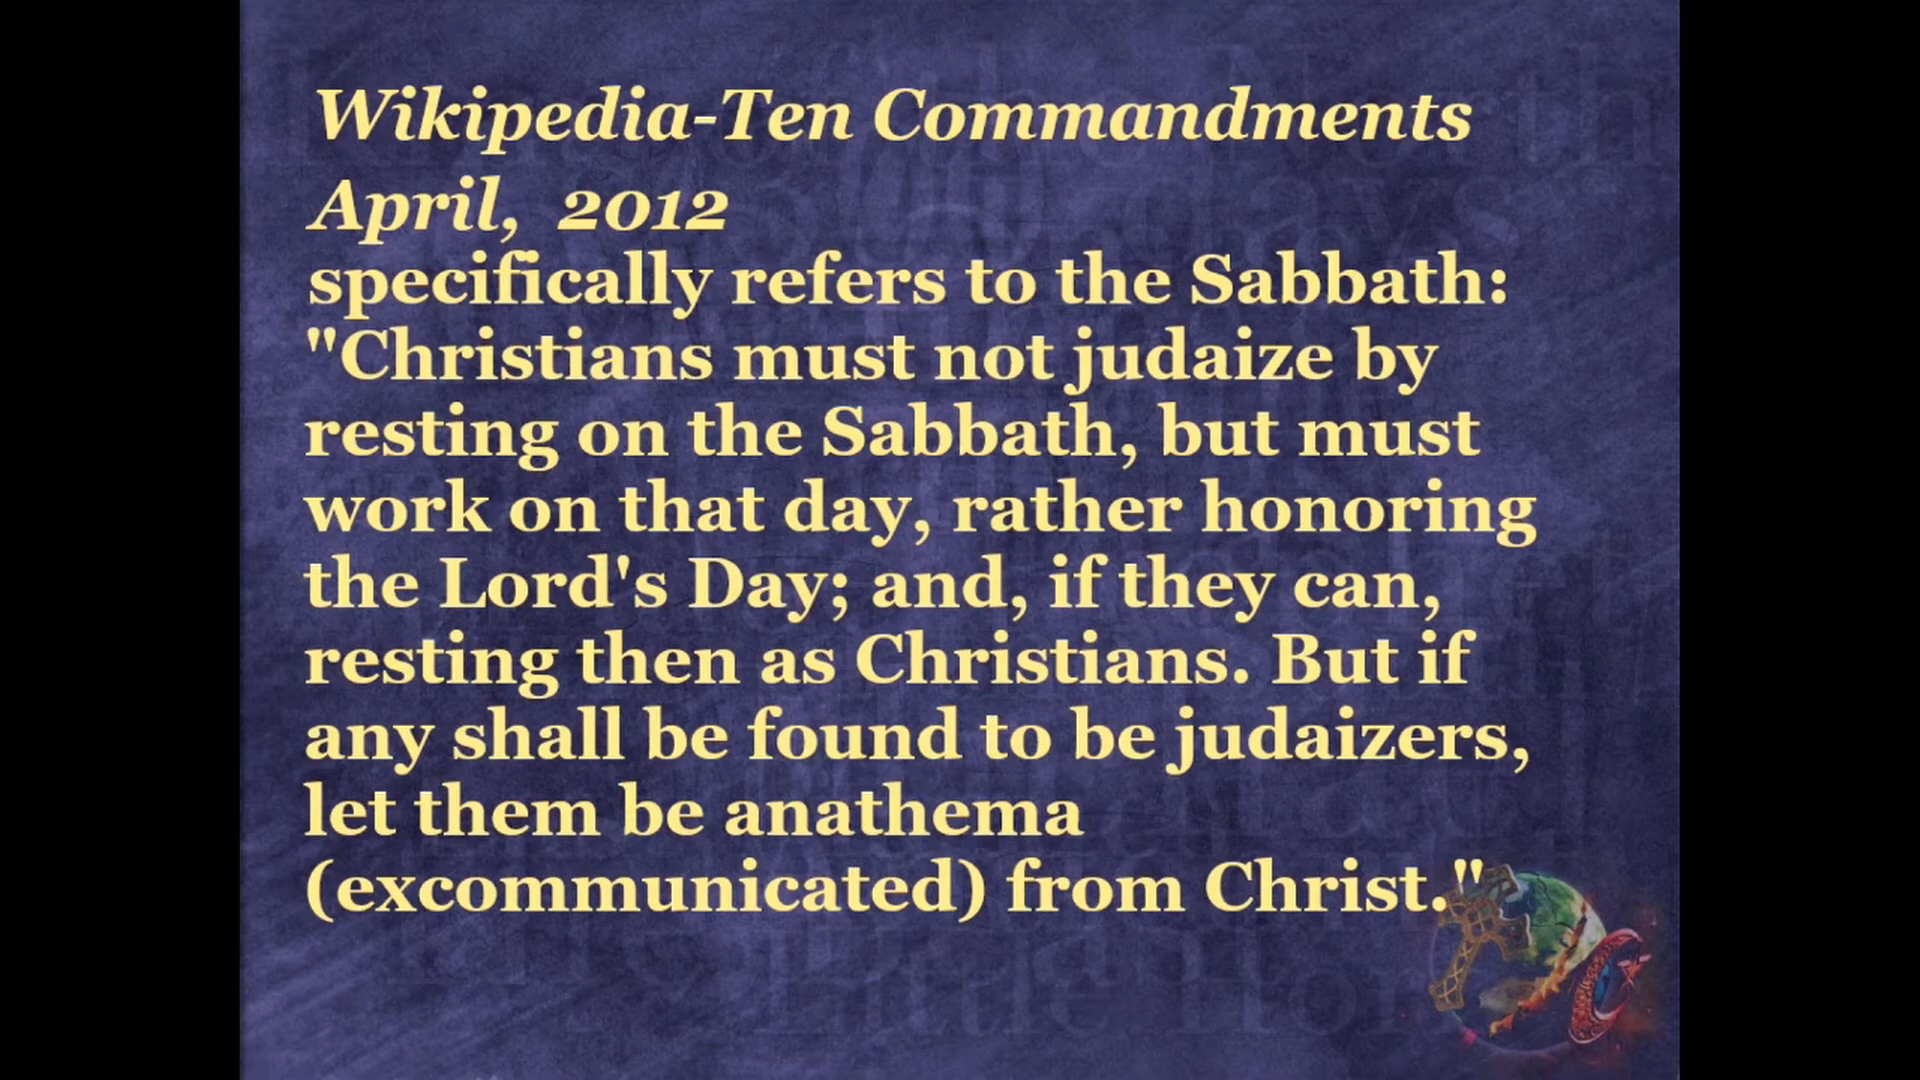 Wikipedia-Ten Commandments
April, 2012
specifically refers to the Sabbath:
"Christians must not judaize by
resting on the Sabbath, but must
work on that day, rather honoring
the Lord's Day; and, if they can,
resting then as Christians. But if
any shall be found to be judaizers,
let them be anathema
(excommunicated) from Christ."